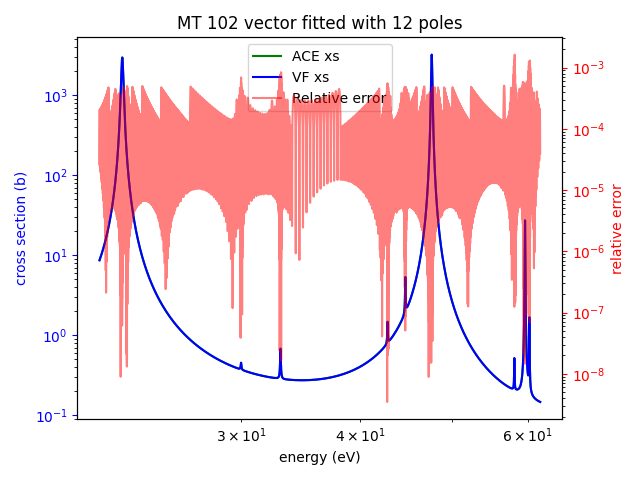 MT 102 vector fitted with 12 poles
ACE xs
VF xs
Relative error
cross section (b)
10³
10²
10¹
10⁰
10⁻¹
relative error
10⁻³
10⁻⁴
10⁻⁵
10⁻⁶
10⁻⁷
10⁻⁸
3 × 10¹
4 × 10¹
6 × 10¹
energy (eV)